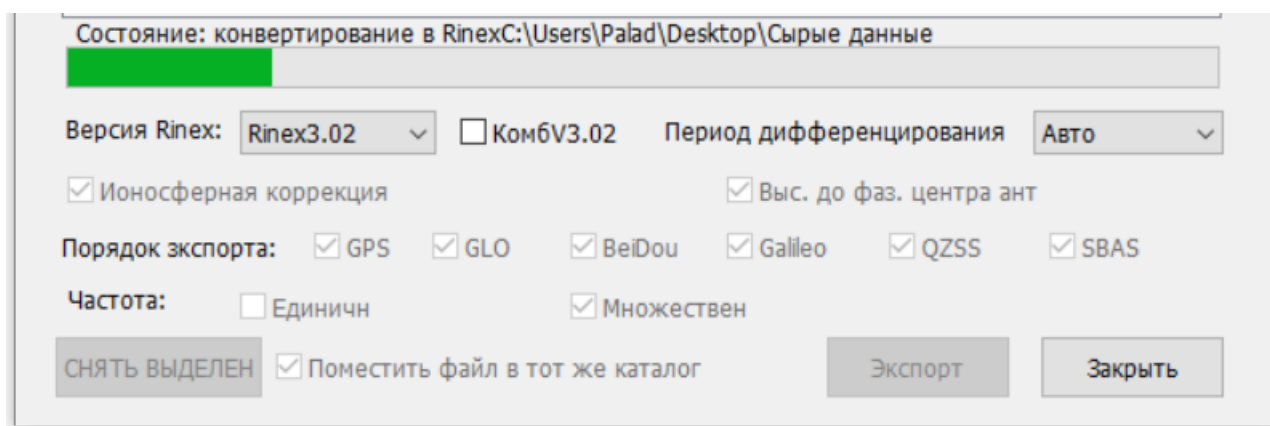 Состояние: конвертирование в RinexC:\Users\Palad\Desktop\Сырые данные
Версия Rinex: Rinex3.02 КомбV3.02 Период дифференцирования Авто
Ионосферная коррекция Выс. до фаз. центра ант
Порядок зкспорта: GPS GLO BeiDou Galileo QZSS SBAS
Частота: Единичн Множествен
СНЯТЬ ВЫДЕЛЕН Поместить файл в тот же каталог Экспорт Закрыть